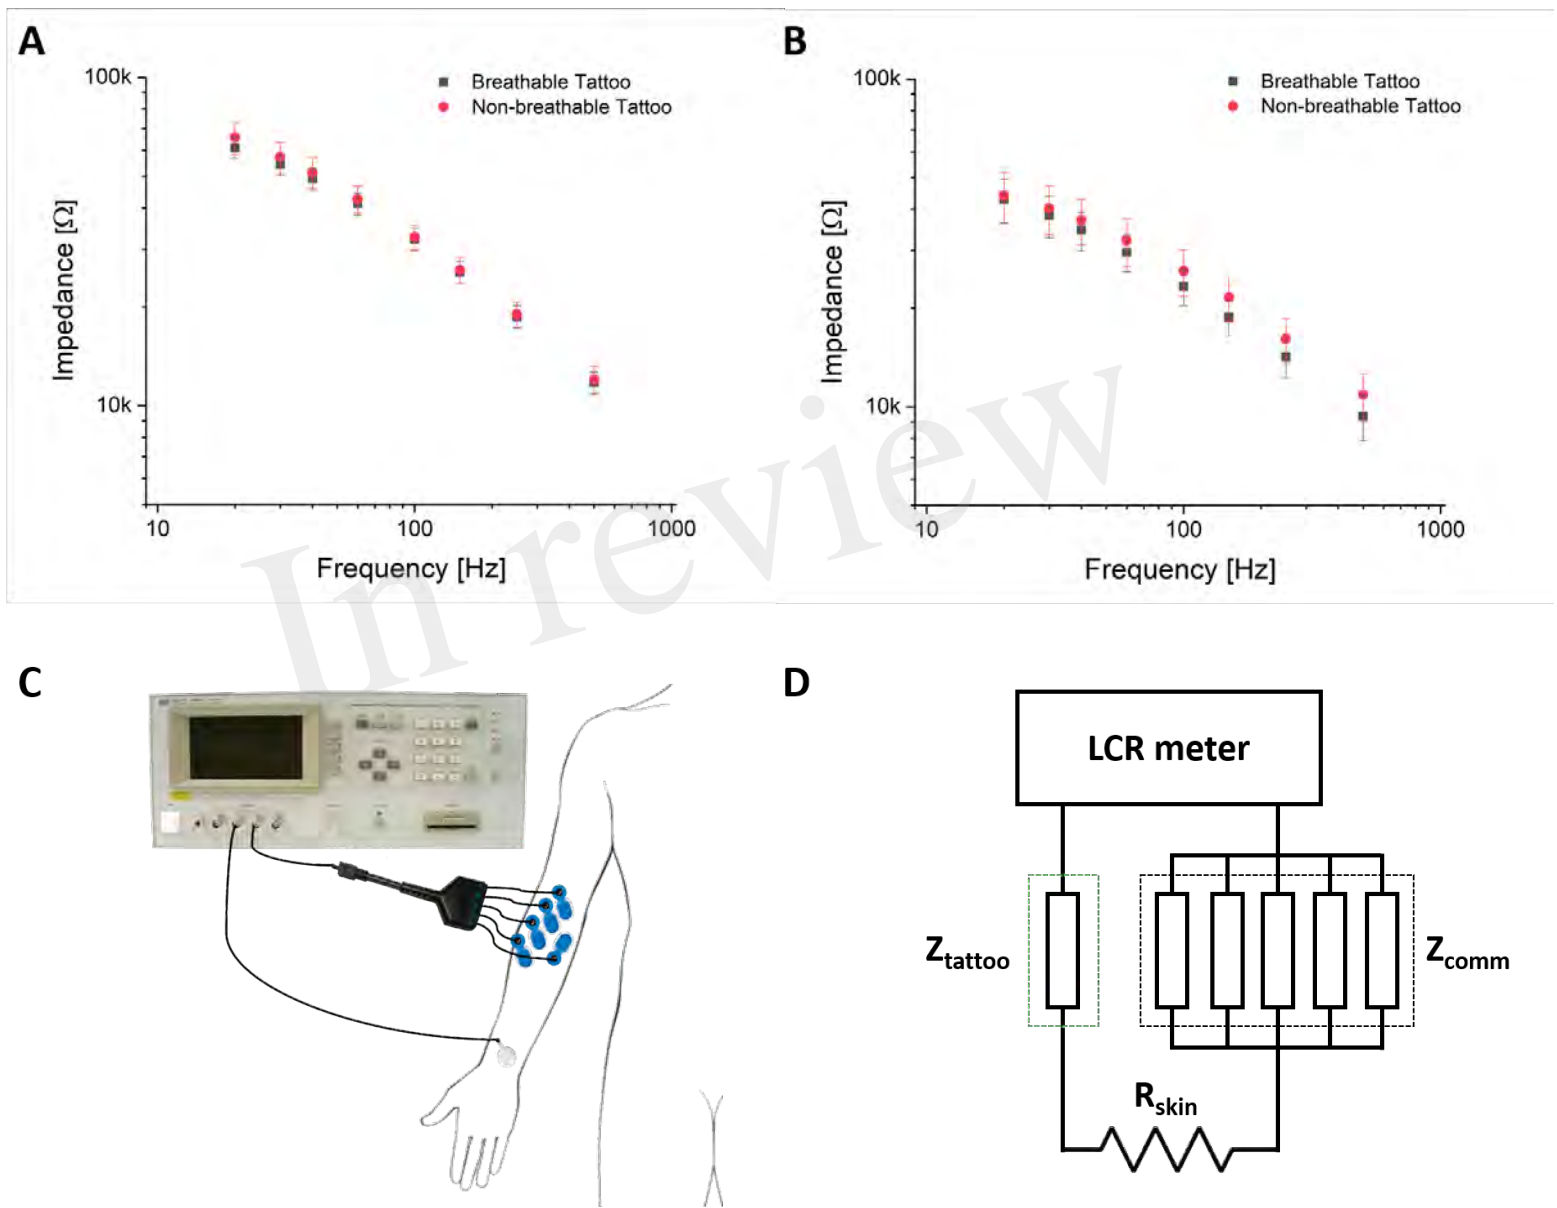 A
100k
10k
Impedance [Ω]
Breathable Tattoo
Non-breathable Tattoo
10
100
1000
Frequency [Hz]
B
100k
10k
Impedance [Ω]
Breathable Tattoo
Non-breathable Tattoo
10
100
1000
Frequency [Hz]
In review
C
D
LCR meter
Ztattoo
Zcomm
Rskin